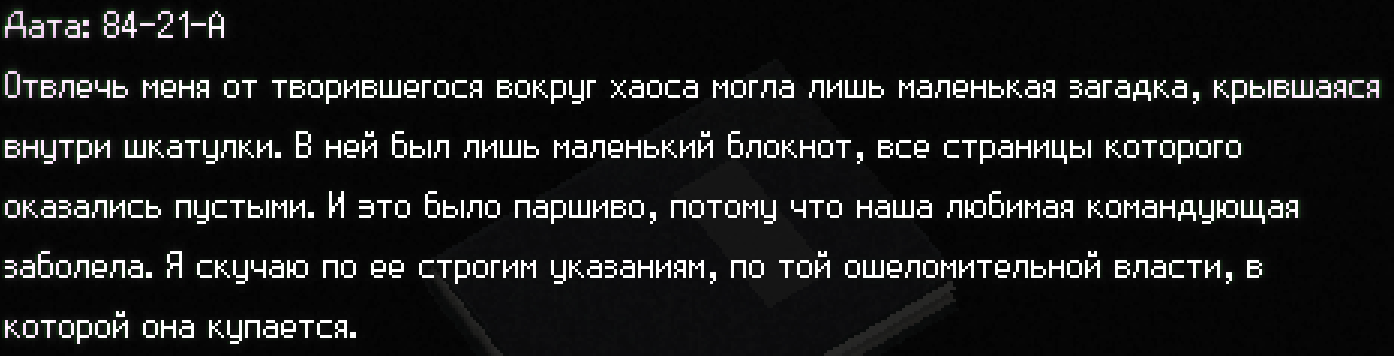 Дата: 84-21-А
Отвлечь меня от творившегося вокруг хаоса могла лишь маленькая загадка, крывшаяся
внутри шкатулки. В ней был лишь маленький блокнот, все страницы которого
оказались пустыми. И это было паршиво, потому что наша любимая командующая
заболела. Я скучаю по ее строгим указаниям, по той ошеломительной власти, в
которой она купается.